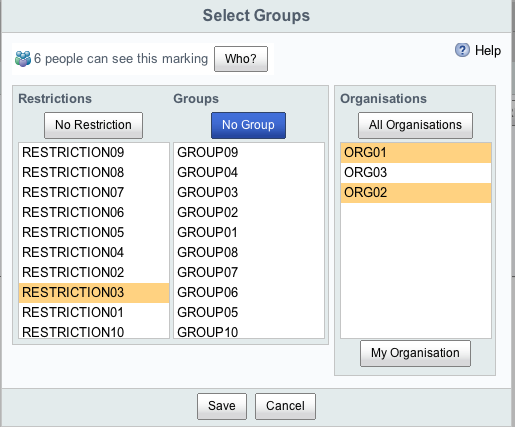 Select Groups
6 people can see this marking
Who?
Help
Restrictions
No Restriction
RESTRICTION09
RESTRICTION08
RESTRICTION07
RESTRICTION06
RESTRICTION05
RESTRICTION04
RESTRICTION02
RESTRICTION03
RESTRICTION01
RESTRICTION10
Groups
No Group
GROUP09
GROUP04
GROUP03
GROUP02
GROUP01
GROUP08
GROUP07
GROUP06
GROUP05
GROUP10
Organisations
All Organisations
ORG01
ORG03
ORG02
My Organisation
Save
Cancel